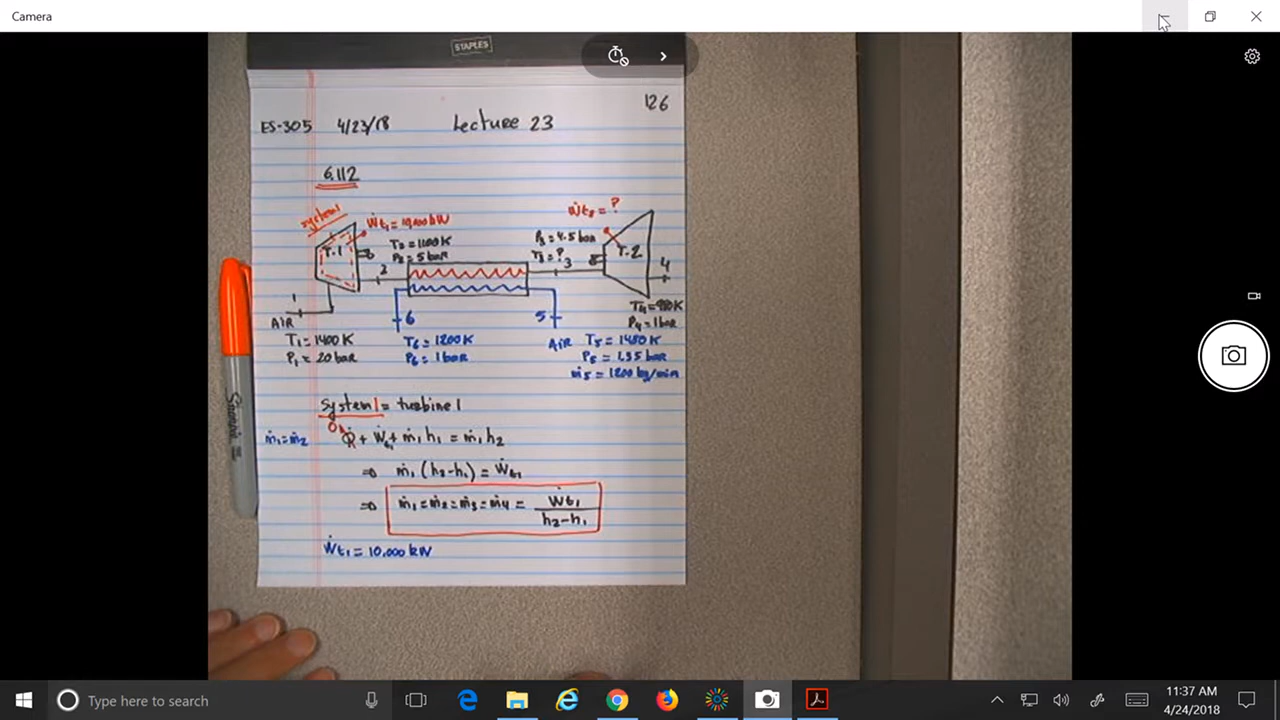 Camera
STAPLES
126
ES-305 4/23/18 Lecture 23
6.112
system1
Ẇt₁ = 10,000 kW
Ẇt₂ = ?
T.1
T₂ = 1100 K
P₂ = 5 bar
P₃ = 4.5 bar
T₃ = ?
T.2
1
2
3
4
AIR
T₁ = 1400 K
P₁ = 20 bar
6
T₆ = 1200 K
P₆ = 1 bar
5
AIR T₅ = 1480 K
P₅ = 1.35 bar
ṁ₅ = 1200 kg/min
T₄ = 980 K
P₄ = 1 bar
System1 = turbine 1
ṁ₁ = ṁ₂
0
Q̇ + Ẇt₁ + ṁ₁h₁ = ṁ₁h₂
⇒ ṁ₁(h₂-h₁) = Ẇt₁
⇒ ṁ₁ = ṁ₂ = ṁ₃ = ṁ₄ = Ẇt₁ / h₂-h₁
Ẇt₁ = 10,000 kW
Sharpie
Type here to search
11:37 AM
4/24/2018